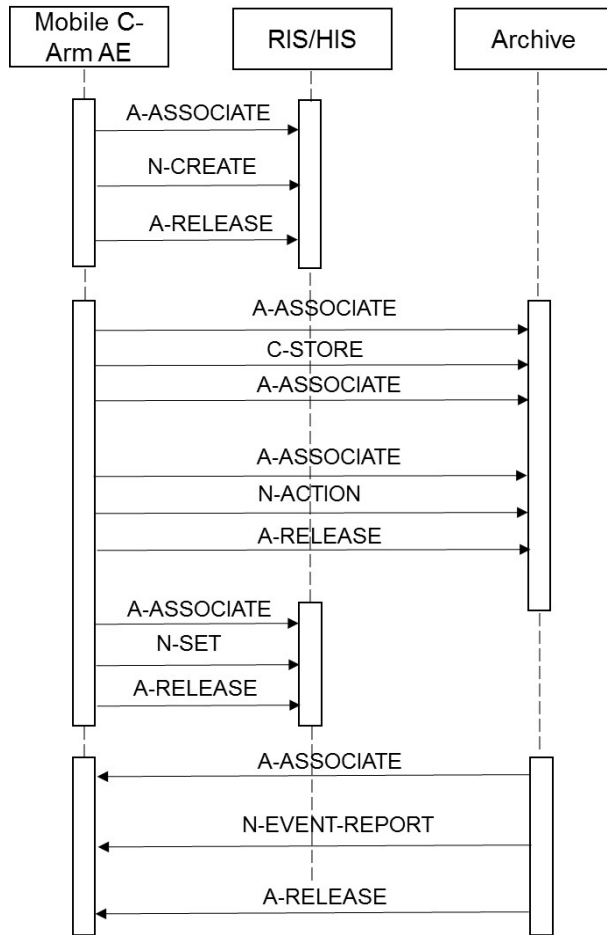 Mobile C-
Arm AE
RIS/HIS
Archive
A-ASSOCIATE
N-CREATE
A-RELEASE
A-ASSOCIATE
C-STORE
A-ASSOCIATE
A-ASSOCIATE
N-ACTION
A-RELEASE
A-ASSOCIATE
N-SET
A-RELEASE
A-ASSOCIATE
N-EVENT-REPORT
A-RELEASE